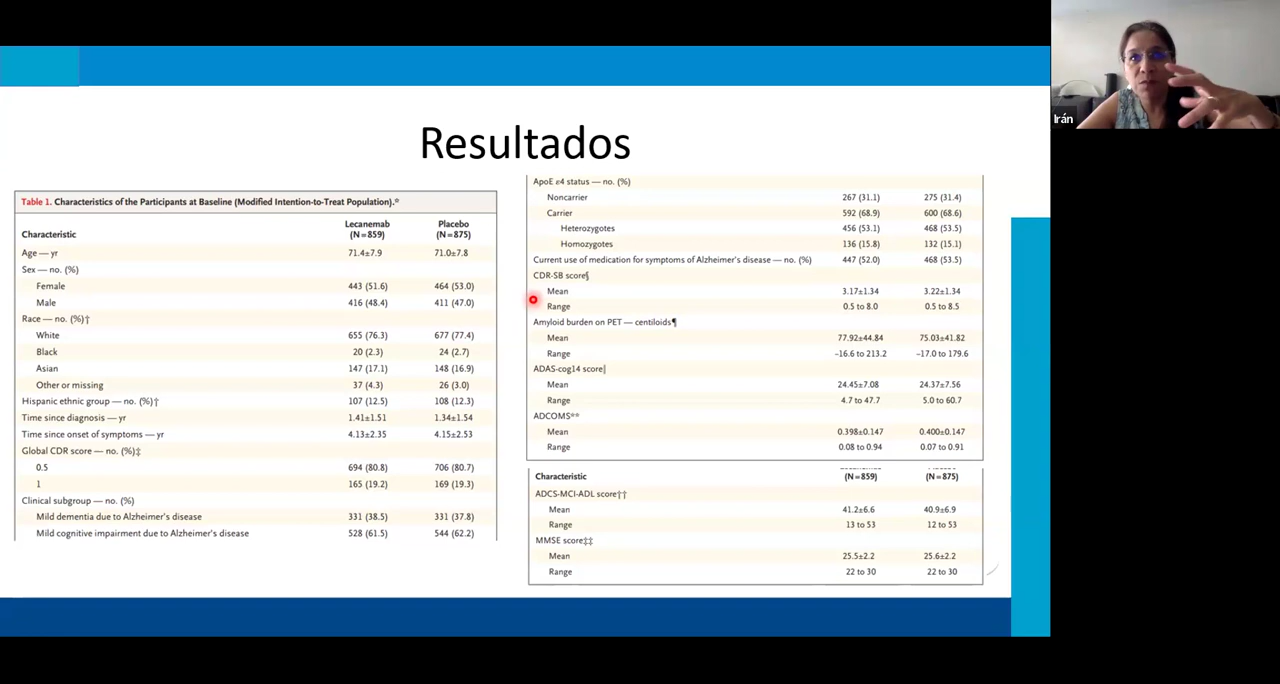 Resultados
Table 1. Characteristics of the Participants at Baseline (Modified Intention-to-Treat Population).*
Characteristic Lecanemab (N=859) Placebo (N=875)
Age — yr 71.4±7.9 71.0±7.8
Sex — no. (%)
Female 443 (51.6) 464 (53.0)
Male 416 (48.4) 411 (47.0)
Race — no. (%)†
White 655 (76.3) 677 (77.4)
Black 20 (2.3) 24 (2.7)
Asian 147 (17.1) 148 (16.9)
Other or missing 37 (4.3) 26 (3.0)
Hispanic ethnic group — no. (%)† 107 (12.5) 108 (12.3)
Time since diagnosis — yr 1.41±1.51 1.34±1.54
Time since onset of symptoms — yr 4.13±2.35 4.15±2.53
Global CDR score — no. (%)‡
0.5 694 (80.8) 706 (80.7)
1 165 (19.2) 169 (19.3)
Clinical subgroup — no. (%)
Mild dementia due to Alzheimer's disease 331 (38.5) 331 (37.8)
Mild cognitive impairment due to Alzheimer's disease 528 (61.5) 544 (62.2)
ApoE ε4 status — no. (%)
Noncarrier 267 (31.1) 275 (31.4)
Carrier 592 (68.9) 600 (68.6)
Heterozygotes 456 (53.1) 468 (53.5)
Homozygotes 136 (15.8) 132 (15.1)
Current use of medication for symptoms of Alzheimer's disease — no. (%) 447 (52.0) 468 (53.5)
CDR-SB score§
Mean 3.17±1.34 3.22±1.34
Range 0.5 to 8.0 0.5 to 8.5
Amyloid burden on PET — centiloids¶
Mean 77.92±44.84 75.03±41.82
Range −16.6 to 213.2 −17.0 to 179.6
ADAS-cog14 score‖
Mean 24.45±7.08 24.37±7.56
Range 4.7 to 47.7 5.0 to 60.7
ADCOMS**
Mean 0.398±0.147 0.400±0.147
Range 0.08 to 0.94 0.07 to 0.91
Characteristic (N=859) (N=875)
ADCS-MCI-ADL score††
Mean 41.2±6.6 40.9±6.9
Range 13 to 53 12 to 53
MMSE score‡‡
Mean 25.5±2.2 25.6±2.2
Range 22 to 30 22 to 30
Irán